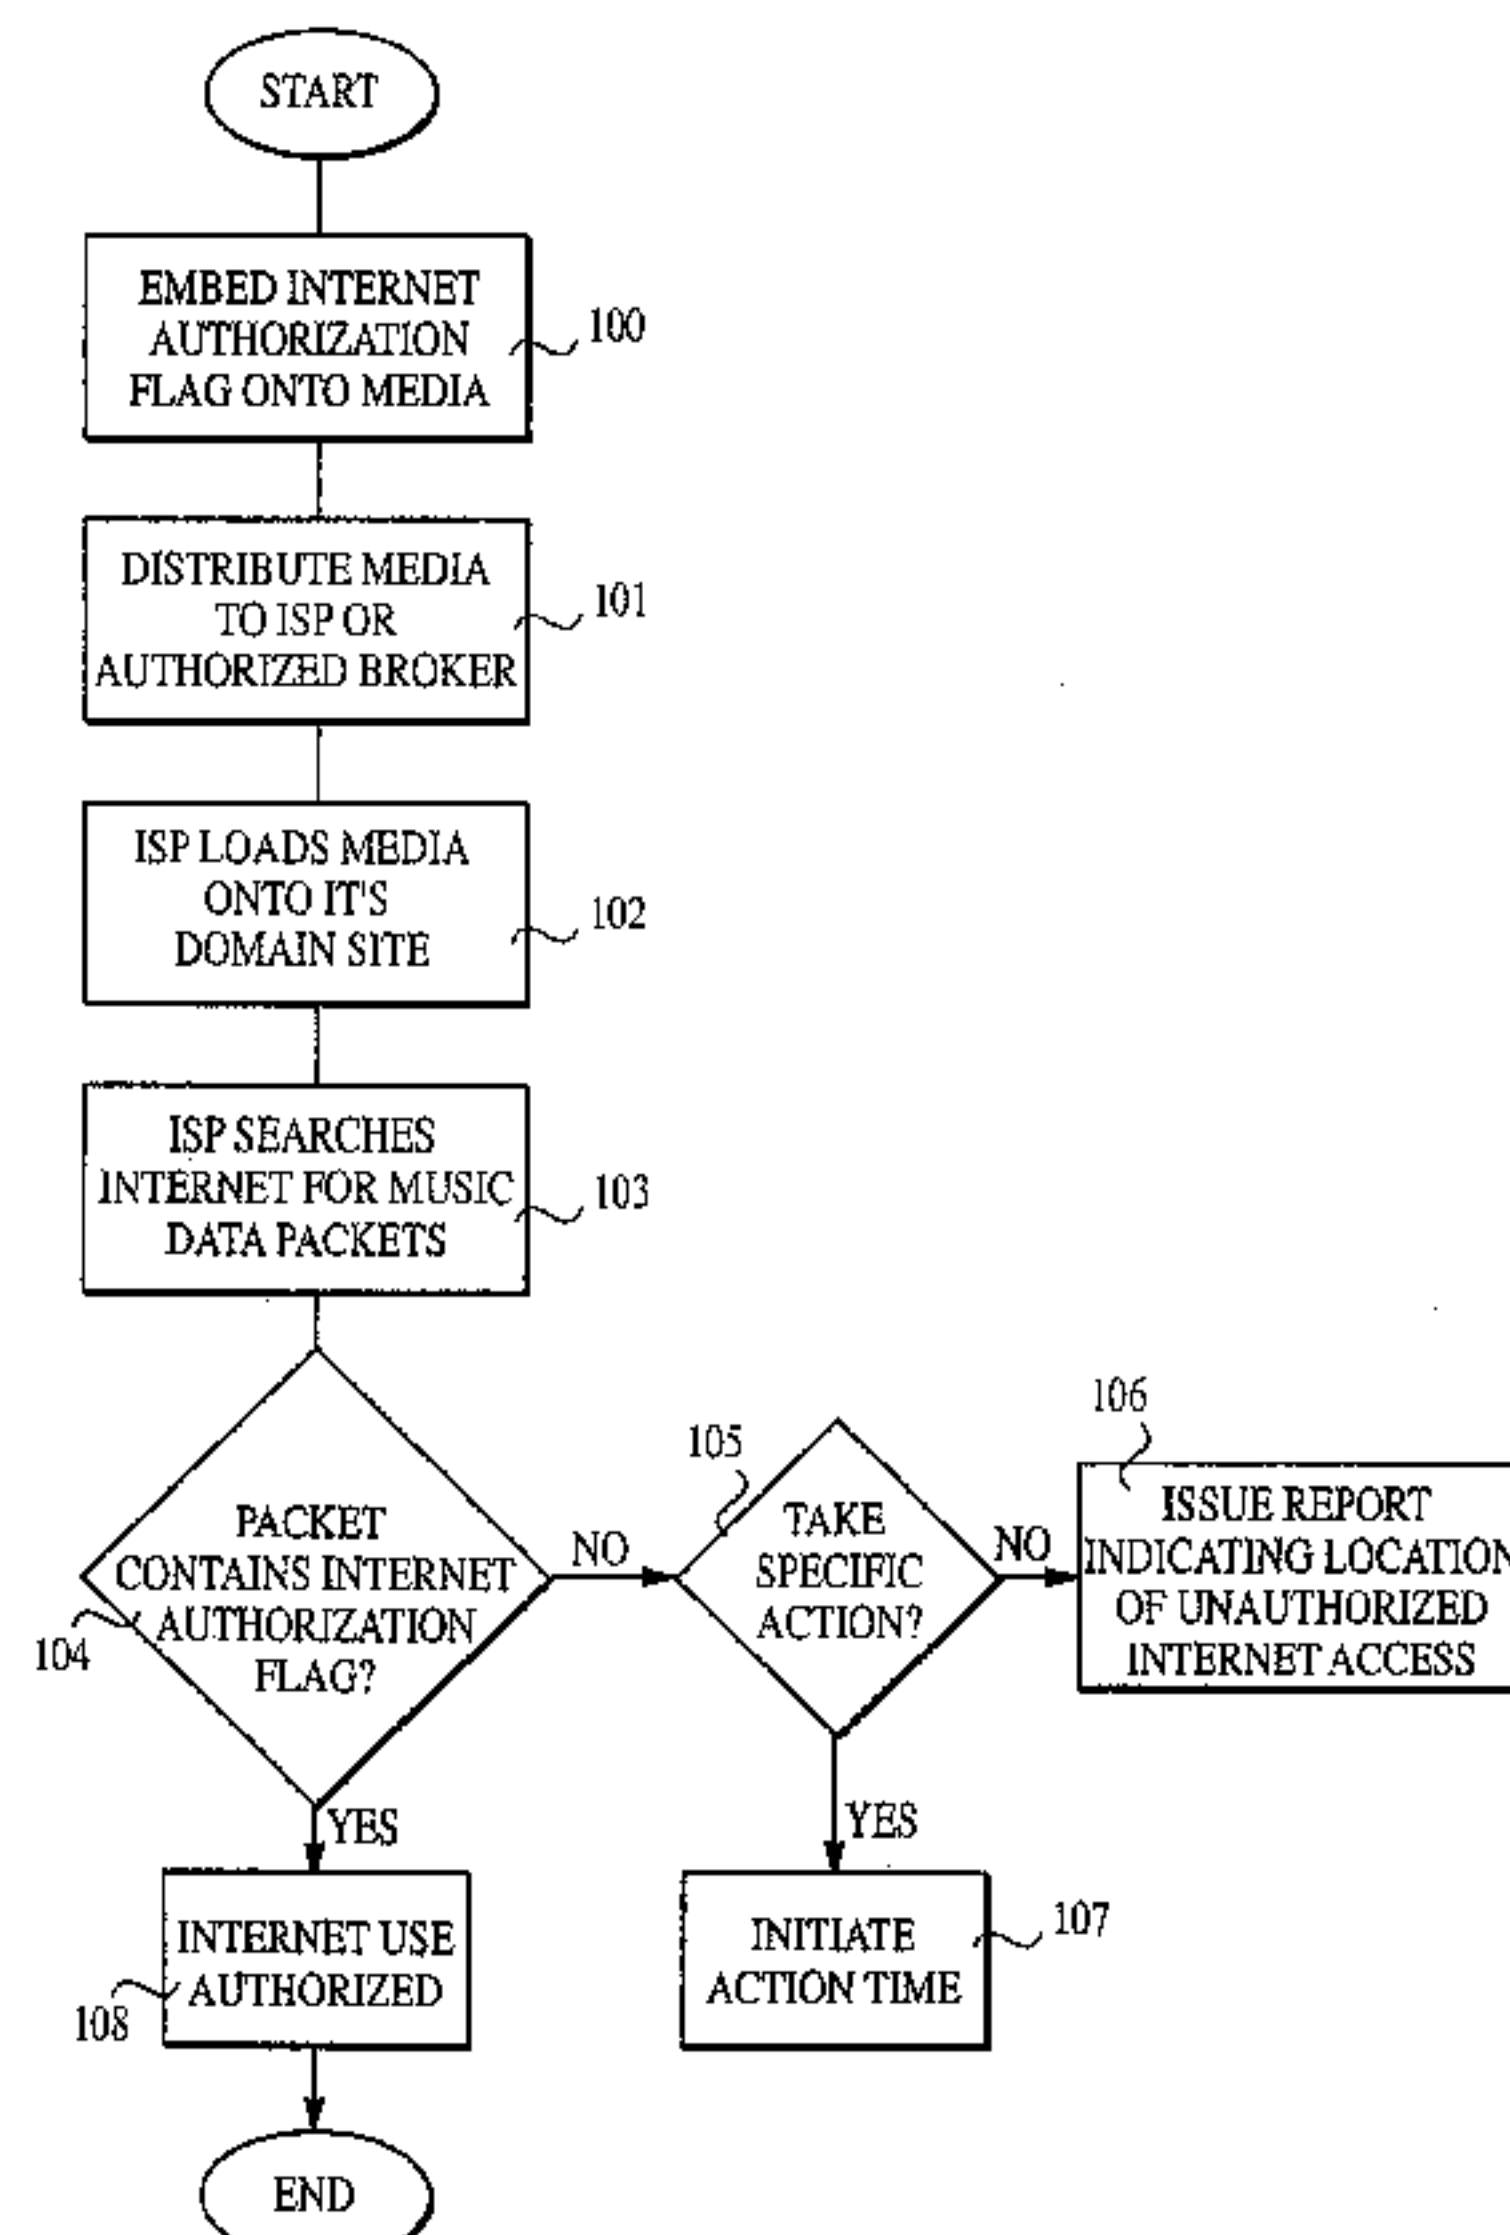 START
EMBED INTERNET
AUTHORIZATION
FLAG ONTO MEDIA
100
DISTRIBUTE MEDIA
TO ISP OR
AUTHORIZED BROKER
101
ISP LOADS MEDIA
ONTO IT'S
DOMAIN SITE
102
ISP SEARCHES
INTERNET FOR MUSIC
DATA PACKETS
103
PACKET
CONTAINS INTERNET
AUTHORIZATION
FLAG?
104
NO
105
TAKE
SPECIFIC
ACTION?
NO
106
ISSUE REPORT
INDICATING LOCATION
OF UNAUTHORIZED
INTERNET ACCESS
YES
YES
INTERNET USE
AUTHORIZED
108
INITIATE
ACTION TIME
107
END